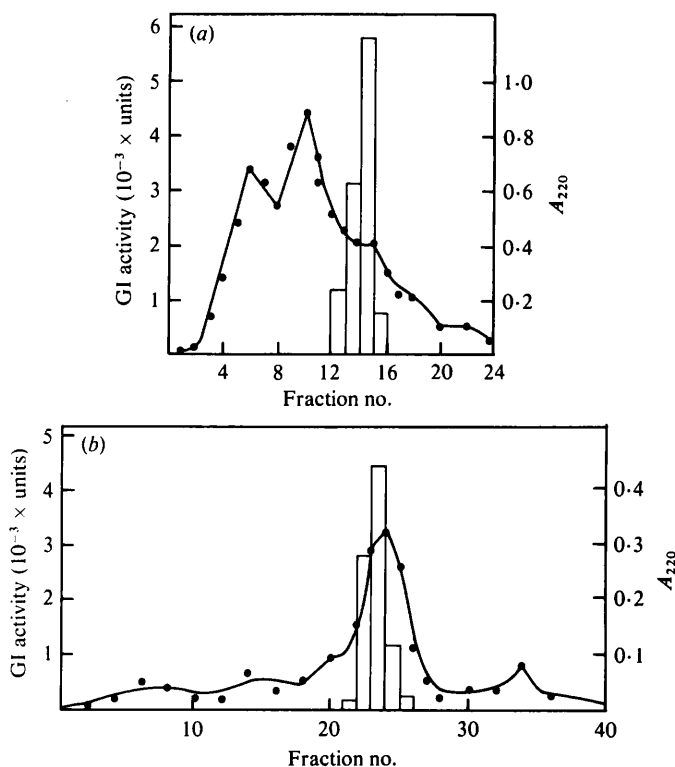 (a)
GI activity (10⁻³ × units)
6
5
4
3
2
1
1·0
0·8
0·6
0·4
0·2
A₂₂₀
4 8 12 16 20 24
Fraction no.
(b)
GI activity (10⁻³ × units)
5
4
3
2
1
0·4
0·3
0·2
0·1
A₂₂₀
10 20 30 40
Fraction no.